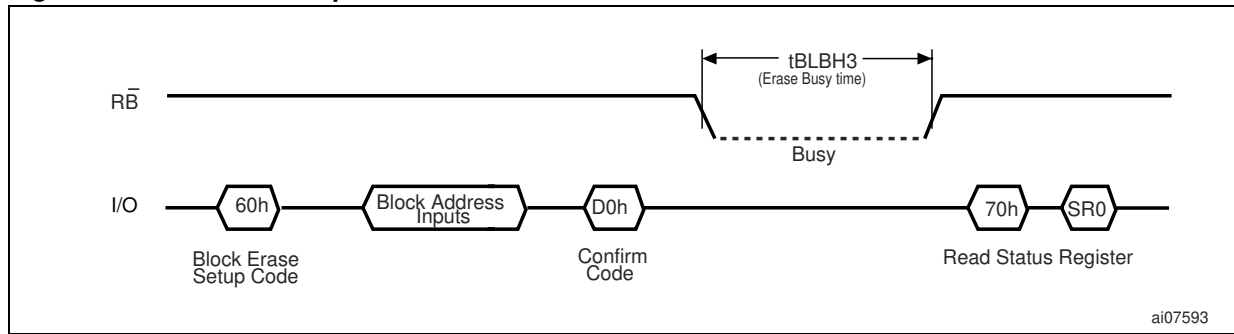 tBLBH3
(Erase Busy time)
RB̅
Busy
I/O
60h
Block Address
Inputs
D0h
70h
SR0
Block Erase
Setup Code
Confirm
Code
Read Status Register
ai07593